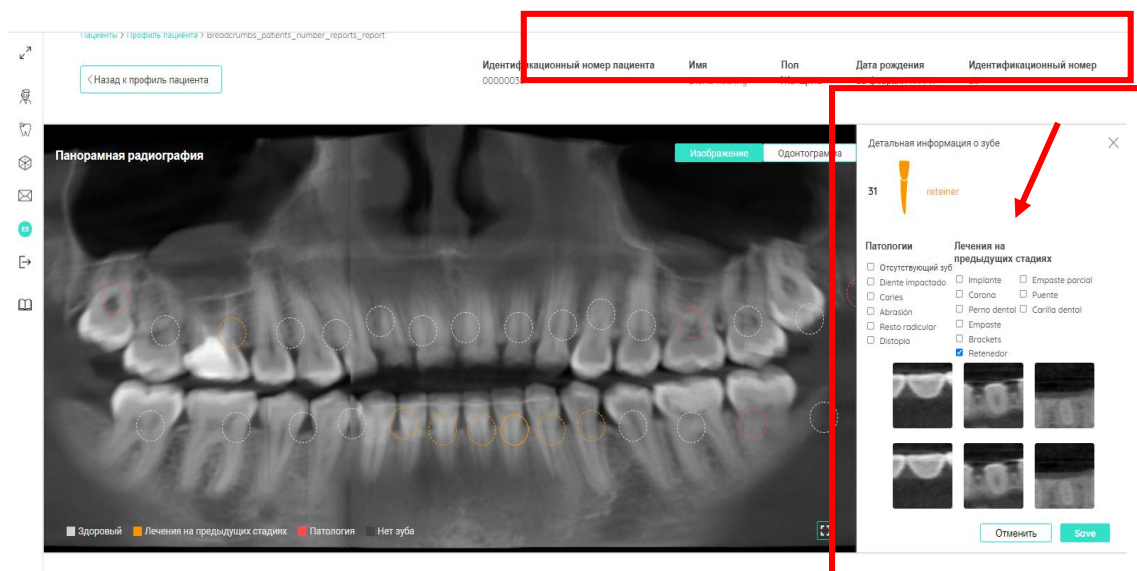 Пациенты > Профиль пациента > Breadcrumbs_patients_number_reports_report
<Назад к профиль пациента
Идентификационный номер пациента Имя Пол Дата рождения Идентификационный номер
Панорамная радиография
Изображение Одонтограмма
ES
Детальная информация о зубе
31 reteiner
Патологии
Отсутствующий зуб
Diente impactado
Caries
Abrasión
Resto radicular
Distopia
Лечения на
предыдущих стадиях
Implante Empaste parcial
Corona Puente
Perno dental Carilla dental
Empaste
Brackets
Retenedor
Здоровый Лечения на предыдущих стадиях Патология Нет зуба
Отменить Save